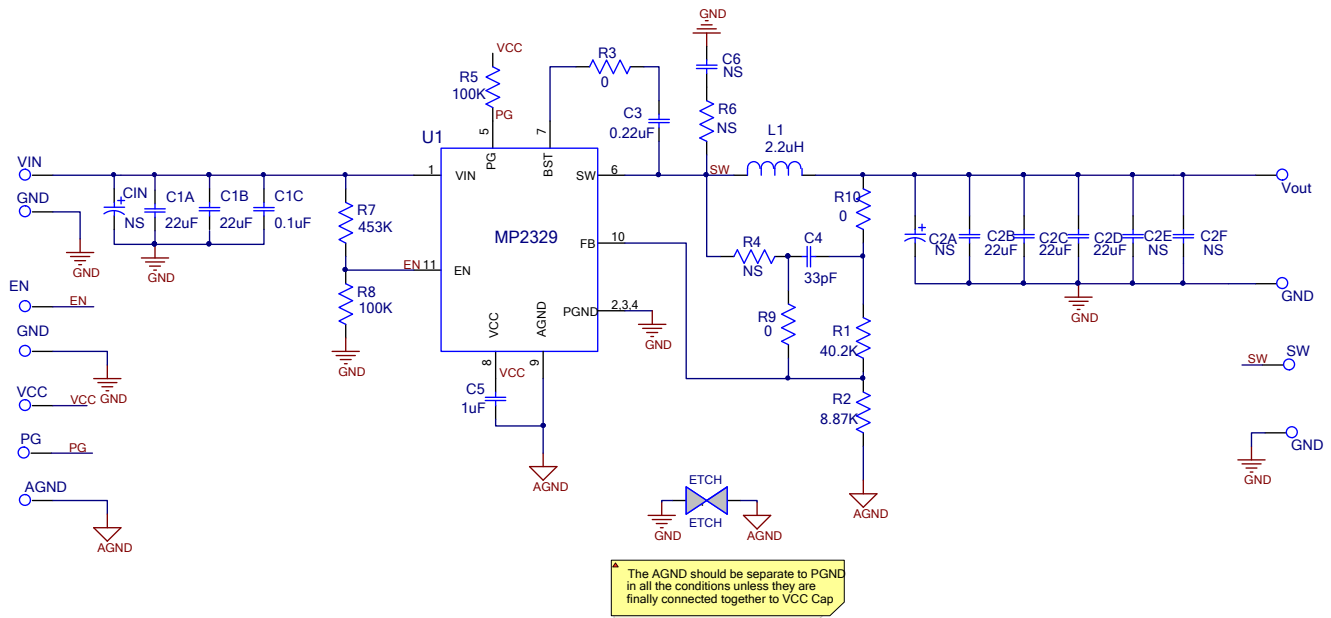 VIN
GND
GND
CIN
NS
C1A
22uF
C1B
22uF
C1C
0.1uF
GND
R7
453K
EN
R8
100K
GND
EN
EN
GND
GND
VCC
VCC
PG
PG
AGND
AGND
VCC
R5
100K
PG
5
7
R3
0
C3
0.22uF
U1
1
VIN
PG
BST
SW
6
MP2329
FB
10
11
EN
VCC
AGND
PGND
2,3,4
GND
8
VCC
9
C5
1uF
AGND
GND
C6
NS
R6
NS
SW
L1
2.2uH
R10
0
R4
NS
C4
33pF
R9
0
R1
40.2K
R2
8.87K
AGND
C2A
NS
C2B
22uF
C2C
22uF
C2D
22uF
C2E
NS
C2F
NS
GND
Vout
GND
SW
SW
GND
GND
ETCH
ETCH
GND
AGND
The AGND should be separate to PGND
in all the conditions unless they are
finally connected together to VCC Cap